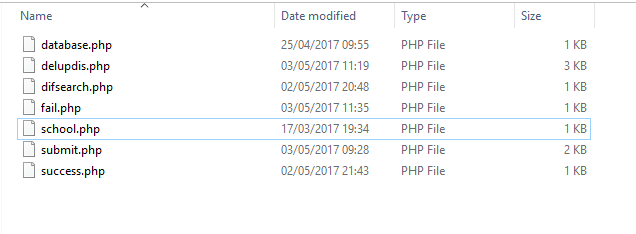 Name Date modified Type Size
database.php 25/04/2017 09:55 PHP File 1 KB
delupdis.php 03/05/2017 11:19 PHP File 3 KB
difsearch.php 02/05/2017 20:48 PHP File 1 KB
fail.php 03/05/2017 11:35 PHP File 1 KB
school.php 17/03/2017 19:34 PHP File 1 KB
submit.php 03/05/2017 09:28 PHP File 2 KB
success.php 02/05/2017 21:43 PHP File 1 KB